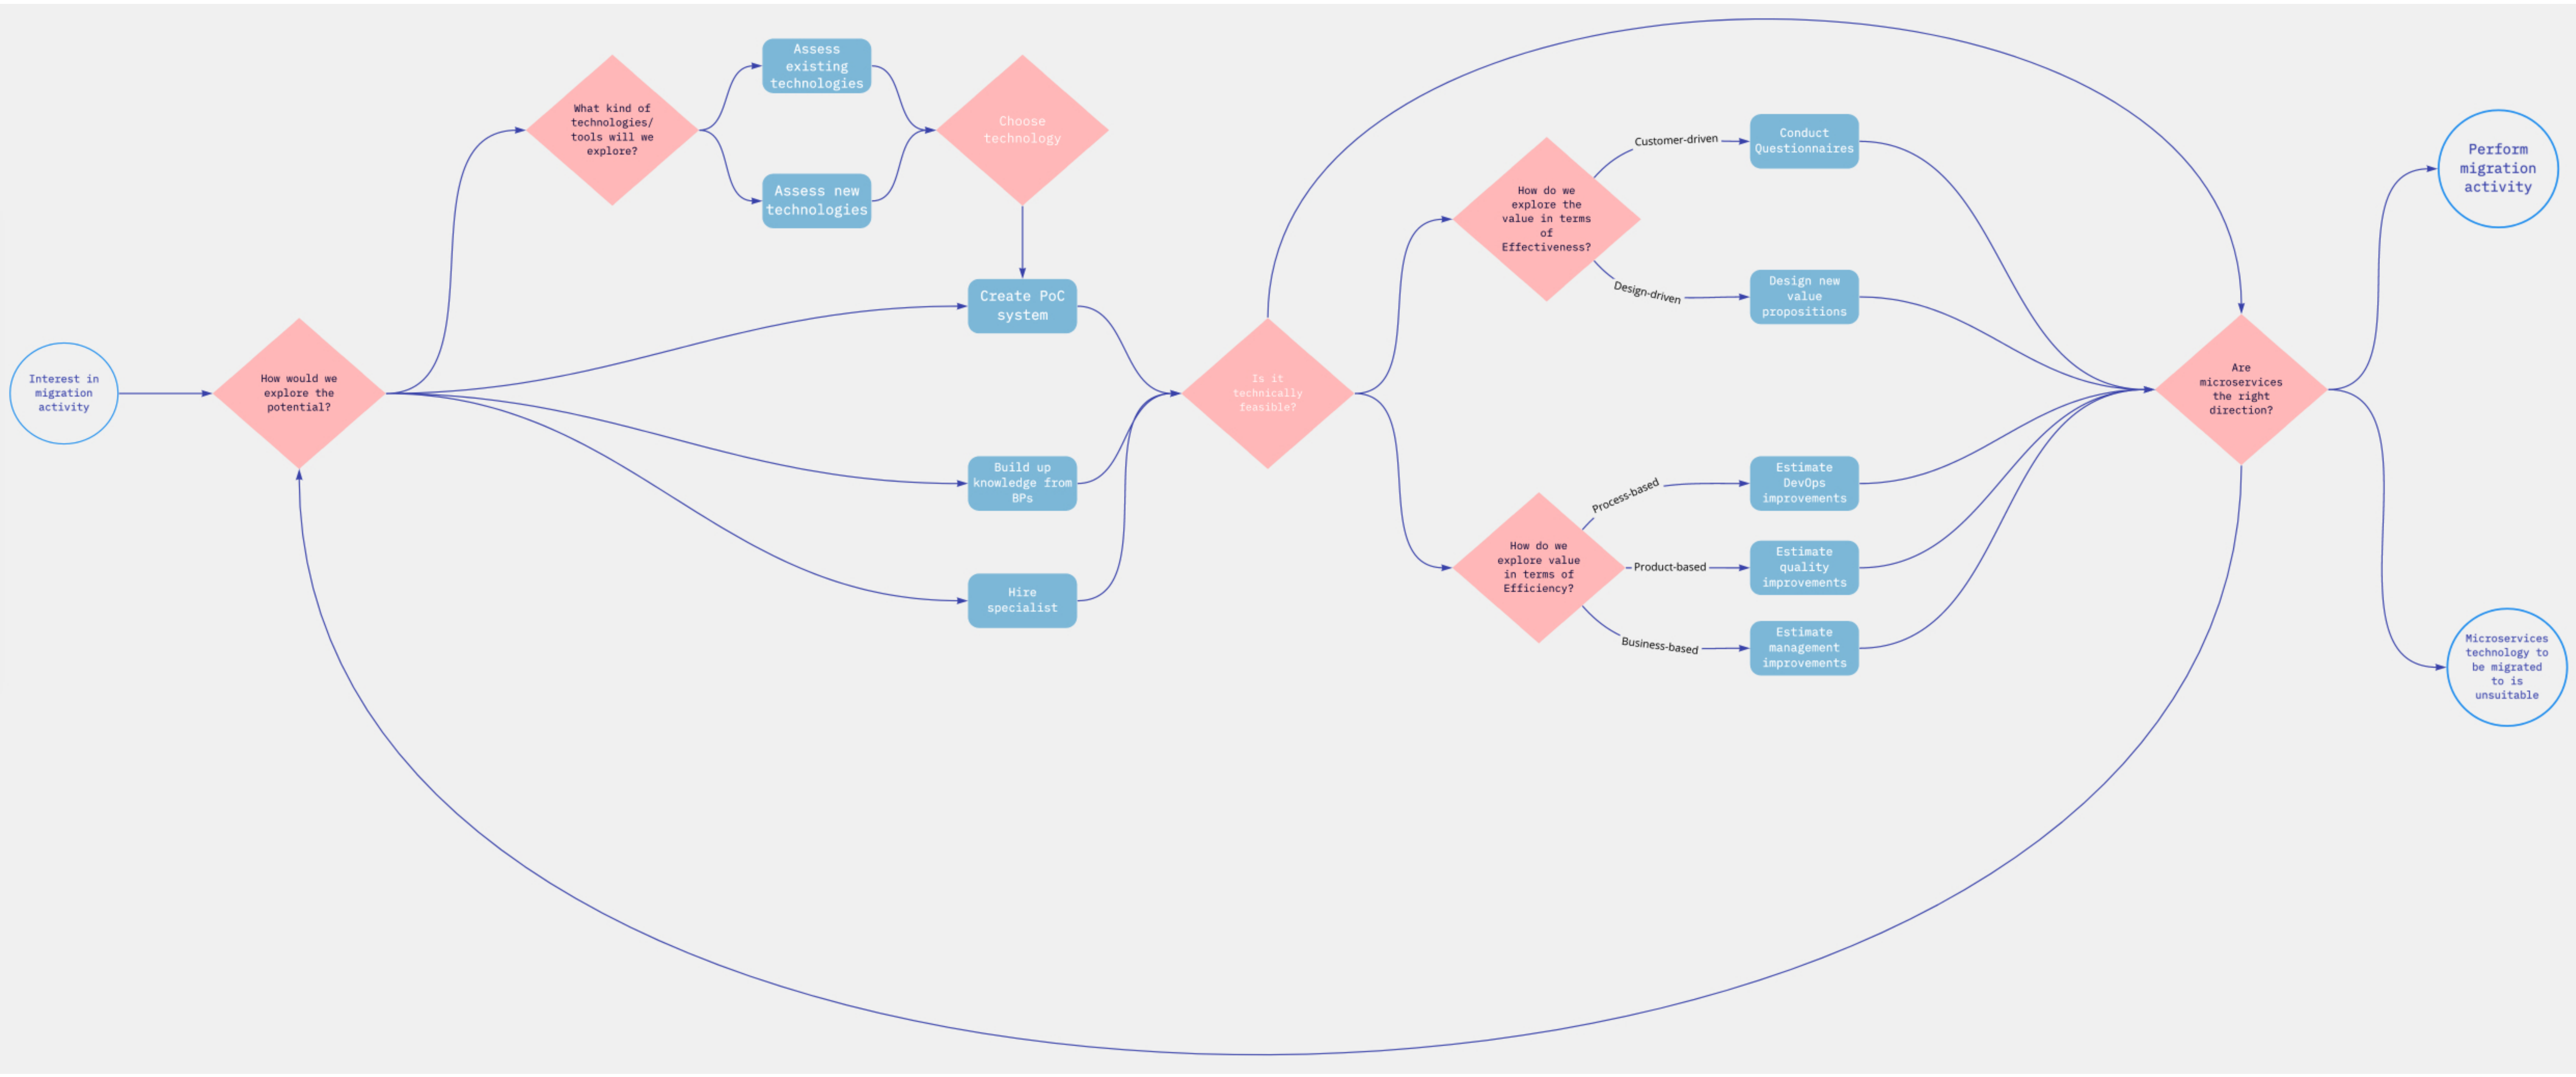 Interest in
migration
activity
How would we
explore the
potential?
What kind of
technologies/
tools will we
explore?
Assess
existing
technologies
Assess new
technologies
Choose
technology
Create PoC
system
Build up
knowledge from
BPs
Hire
specialist
Is it
technically
feasible?
How do we
explore the
value in terms
of
Effectiveness?
Customer-driven
Conduct
Questionnaires
Design-driven
Design new
value
propositions
How do we
explore value
in terms of
Efficiency?
Process-based
Estimate
DevOps
improvements
Product-based
Estimate
quality
improvements
Business-based
Estimate
management
improvements
Are
microservices
the right
direction?
Perform
migration
activity
Microservices
technology to
be migrated
to is
unsuitable